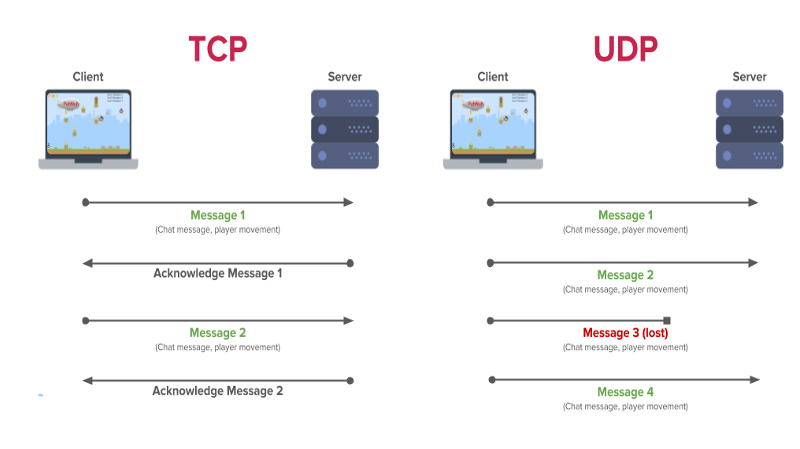 TCP
Client
Server
Message 1
(Chat message, player movement)
Acknowledge Message 1
Message 2
(Chat message, player movement)
Acknowledge Message 2
UDP
Client
Server
Message 1
(Chat message, player movement)
Message 2
(Chat message, player movement)
Message 3 (lost)
(Chat message, player movement)
Message 4
(Chat message, player movement)